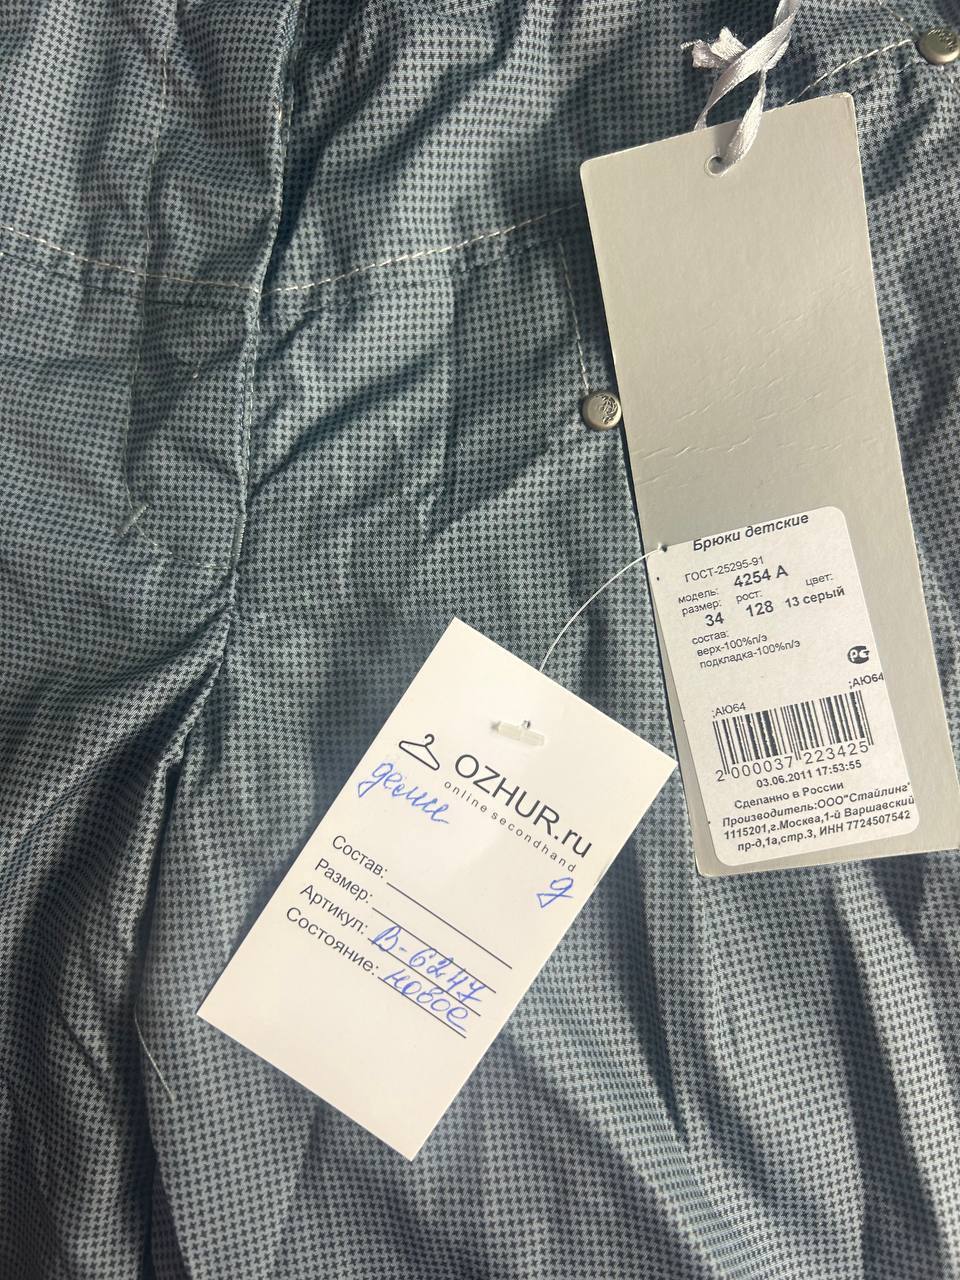 Брюки детские
ГОСТ-25295-91
модель: 4254 А
размер: 34 рост: 128 цвет: 13 серый
состав:
верх-100%п/э
подкладка-100%п/э
РС
;АЮ64
;АЮ64
2 000037 223425
03.06.2011 17:53:55
Сделанно в России
Производитель:ООО"Стайлинг"
1115201,г.Москва,1-й Варшавский
пр-д,1а,стр.3, ИНН 7724507542
OZHUR.ru
online secondhand
деми
д
Состав:
Размер:
Артикул: В-6247
Состояние: новое